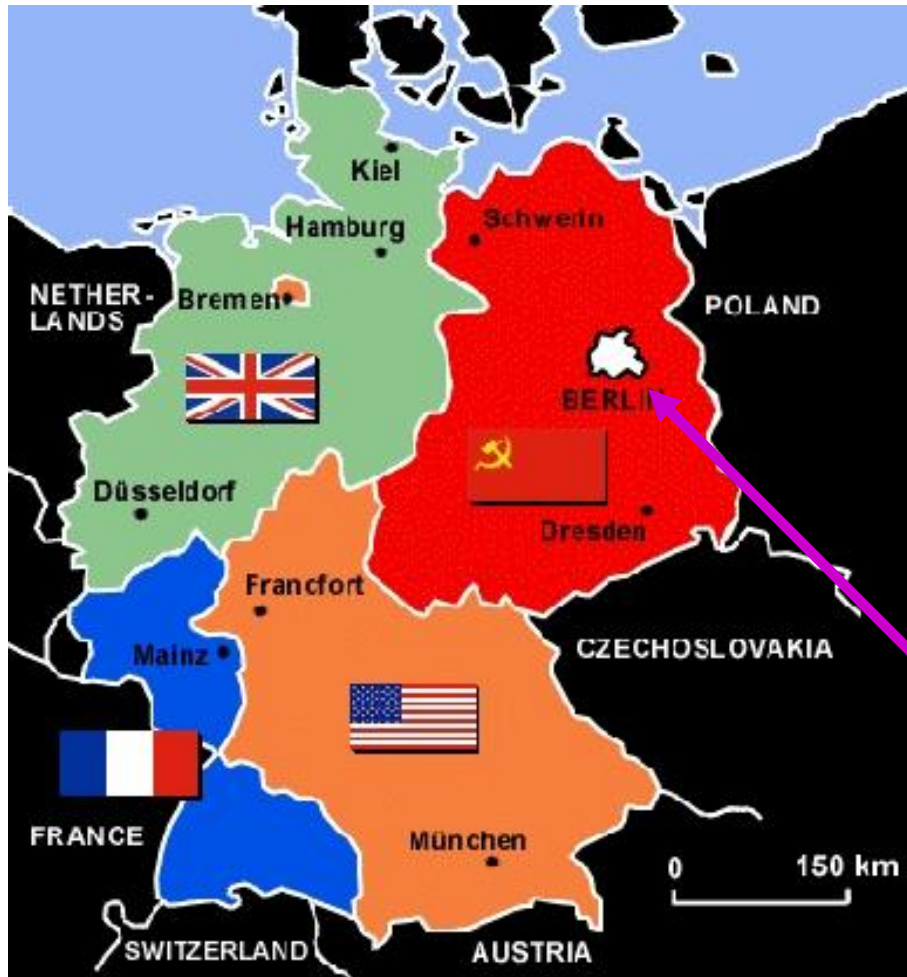 Kiel
Hamburg
Schwerin
NETHER-
LANDS
Bremen
POLAND
BERLIN
Düsseldorf
Dresden
Francfort
Mainz
CZECHOSLOVAKIA
FRANCE
München
0 150 km
SWITZERLAND
AUSTRIA